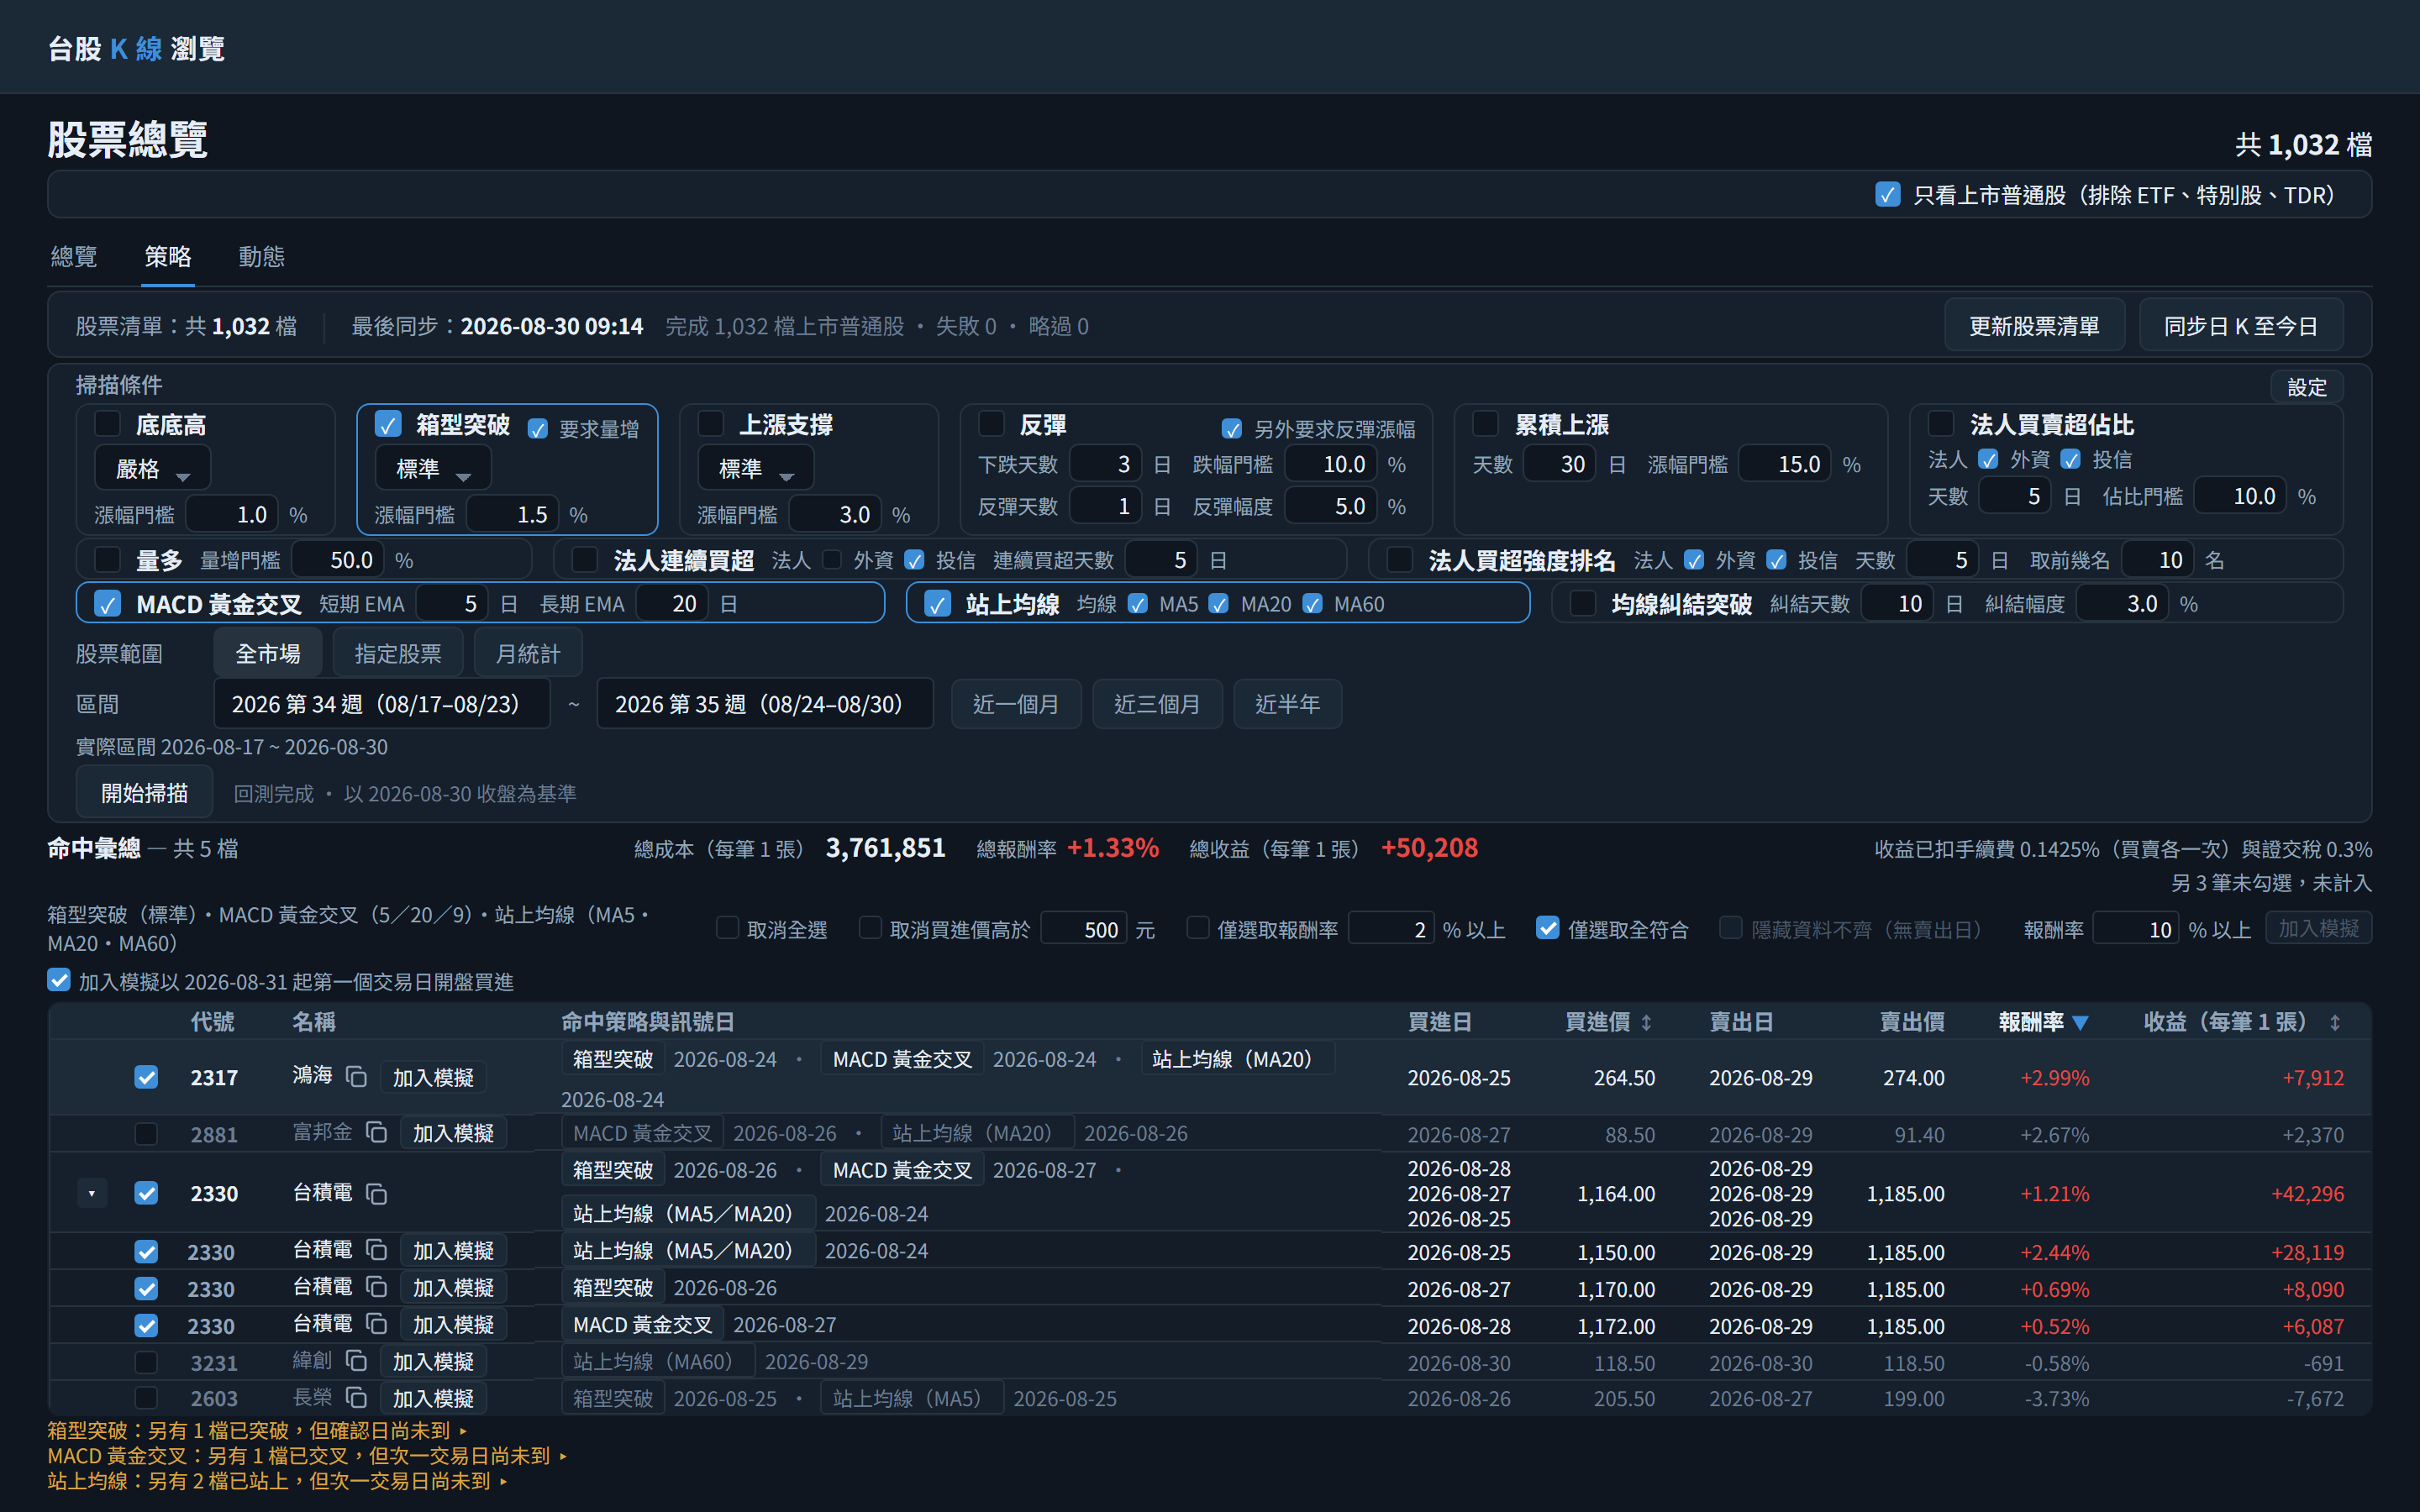 台股 K 線 瀏覽
股票總覽
共 1,032 檔
只看上市普通股（排除 ETF、特別股、TDR）
總覽 策略 動態
股票清單：共 1,032 檔 最後同步：2026-08-30 09:14 完成 1,032 檔上市普通股 · 失敗 0 · 略過 0 更新股票清單 同步日 K 至今日
掃描條件 設定
底底高 箱型突破 要求量增 上漲支撐 反彈 另外要求反彈漲幅 累積上漲 法人買賣超佔比
嚴格 標準 標準 下跌天數 3 日 跌幅門檻 10.0 % 天數 30 日 漲幅門檻 15.0 % 法人 外資 投信
漲幅門檻 1.0 % 漲幅門檻 1.5 % 漲幅門檻 3.0 % 反彈天數 1 日 反彈幅度 5.0 % 天數 5 日 佔比門檻 10.0 %
量多 量增門檻 50.0 % 法人連續買超 法人 外資 投信 連續買超天數 5 日 法人買超強度排名 法人 外資 投信 天數 5 日 取前幾名 10 名
MACD 黃金交叉 短期 EMA 5 日 長期 EMA 20 日 站上均線 均線 MA5 MA20 MA60 均線糾結突破 糾結天數 10 日 糾結幅度 3.0 %
股票範圍 全市場 指定股票 月統計
區間 2026 第 34 週（08/17–08/23） ~ 2026 第 35 週（08/24–08/30） 近一個月 近三個月 近半年
實際區間 2026-08-17 ~ 2026-08-30
開始掃描 回測完成 · 以 2026-08-30 收盤為基準
命中彙總 — 共 5 檔 總成本（每筆 1 張） 3,761,851 總報酬率 +1.33% 總收益（每筆 1 張） +50,208 收益已扣手續費 0.1425%（買賣各一次）與證交稅 0.3%
另 3 筆未勾選，未計入
箱型突破（標準）· MACD 黃金交叉（5／20／9）· 站上均線（MA5 ·
MA20 · MA60）
取消全選 取消買進價高於 500 元 僅選取報酬率 2 % 以上 僅選取全符合 隱藏資料不齊（無賣出日） 報酬率 10 % 以上 加入模擬
加入模擬以 2026-08-31 起第一個交易日開盤買進
代號 名稱 命中策略與訊號日 買進日 買進價 ↕ 賣出日 賣出價 報酬率 ▼ 收益（每筆 1 張） ↕
2317 鴻海 加入模擬 箱型突破 2026-08-24 · MACD 黃金交叉 2026-08-24 · 站上均線（MA20） 2026-08-25 264.50 2026-08-29 274.00 +2.99% +7,912
2026-08-24
2881 富邦金 加入模擬 MACD 黃金交叉 2026-08-26 · 站上均線（MA20） 2026-08-26 2026-08-27 88.50 2026-08-29 91.40 +2.67% +2,370
箱型突破 2026-08-26 · MACD 黃金交叉 2026-08-27 · 2026-08-28 2026-08-29
▾ 2330 台積電 2026-08-27 1,164.00 2026-08-29 1,185.00 +1.21% +42,296
站上均線（MA5／MA20） 2026-08-24 2026-08-25 2026-08-29
2330 台積電 加入模擬 站上均線（MA5／MA20） 2026-08-24 2026-08-25 1,150.00 2026-08-29 1,185.00 +2.44% +28,119
2330 台積電 加入模擬 箱型突破 2026-08-26 2026-08-27 1,170.00 2026-08-29 1,185.00 +0.69% +8,090
2330 台積電 加入模擬 MACD 黃金交叉 2026-08-27 2026-08-28 1,172.00 2026-08-29 1,185.00 +0.52% +6,087
3231 緯創 加入模擬 站上均線（MA60） 2026-08-29 2026-08-30 118.50 2026-08-30 118.50 -0.58% -691
2603 長榮 加入模擬 箱型突破 2026-08-25 · 站上均線（MA5） 2026-08-25 2026-08-26 205.50 2026-08-27 199.00 -3.73% -7,672
箱型突破：另有 1 檔已突破，但確認日尚未到 ▸
MACD 黃金交叉：另有 1 檔已交叉，但次一交易日尚未到 ▸
站上均線：另有 2 檔已站上，但次一交易日尚未到 ▸